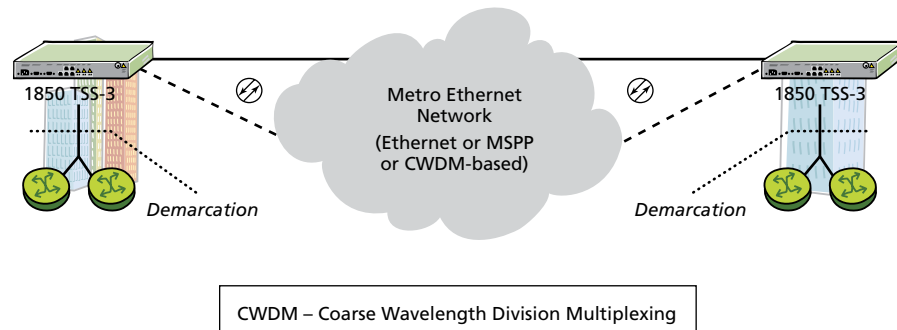 1850 TSS-3
Metro Ethernet
Network
(Ethernet or MSPP
or CWDM-based)
1850 TSS-3
Demarcation
Demarcation
CWDM – Coarse Wavelength Division Multiplexing